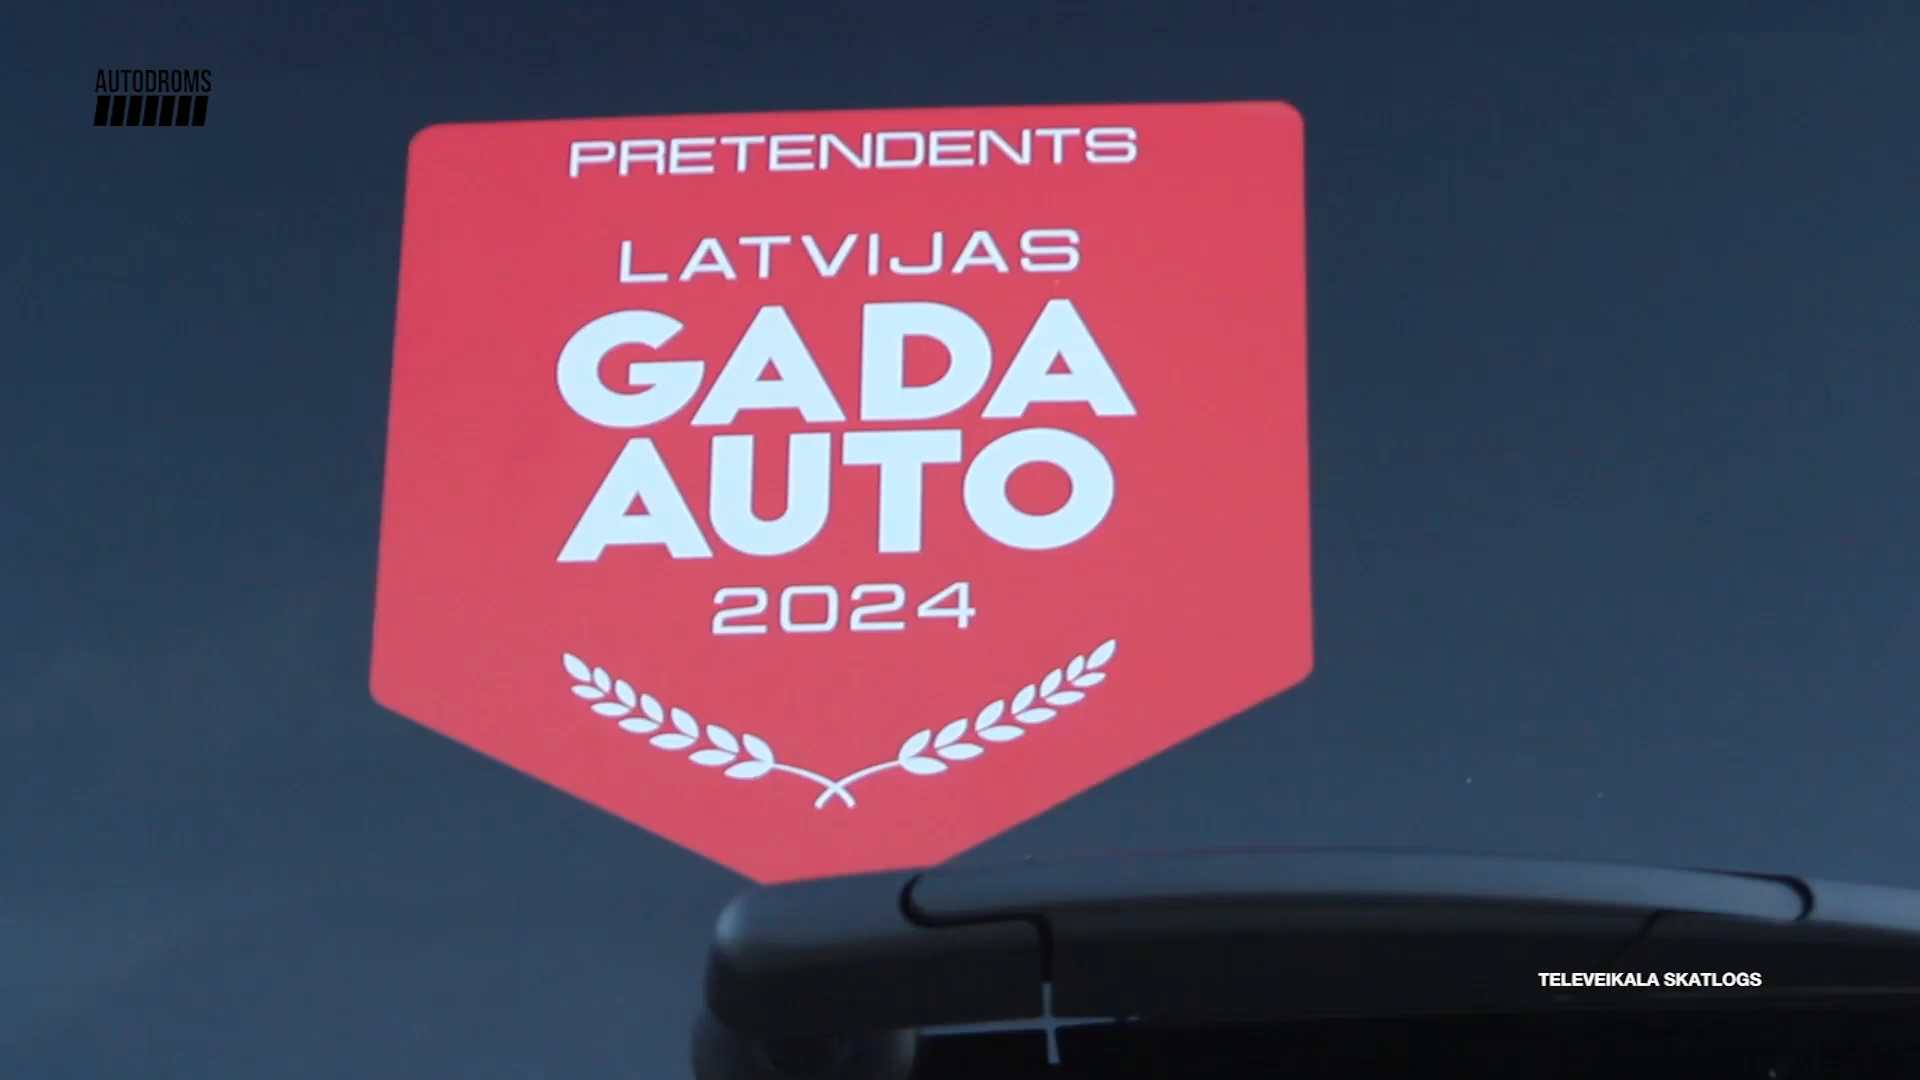 AUTODROMS
PRETENDENTS
LATVIJAS
GADA
AUTO
2024
TELEVEIKALA SKATLOGS